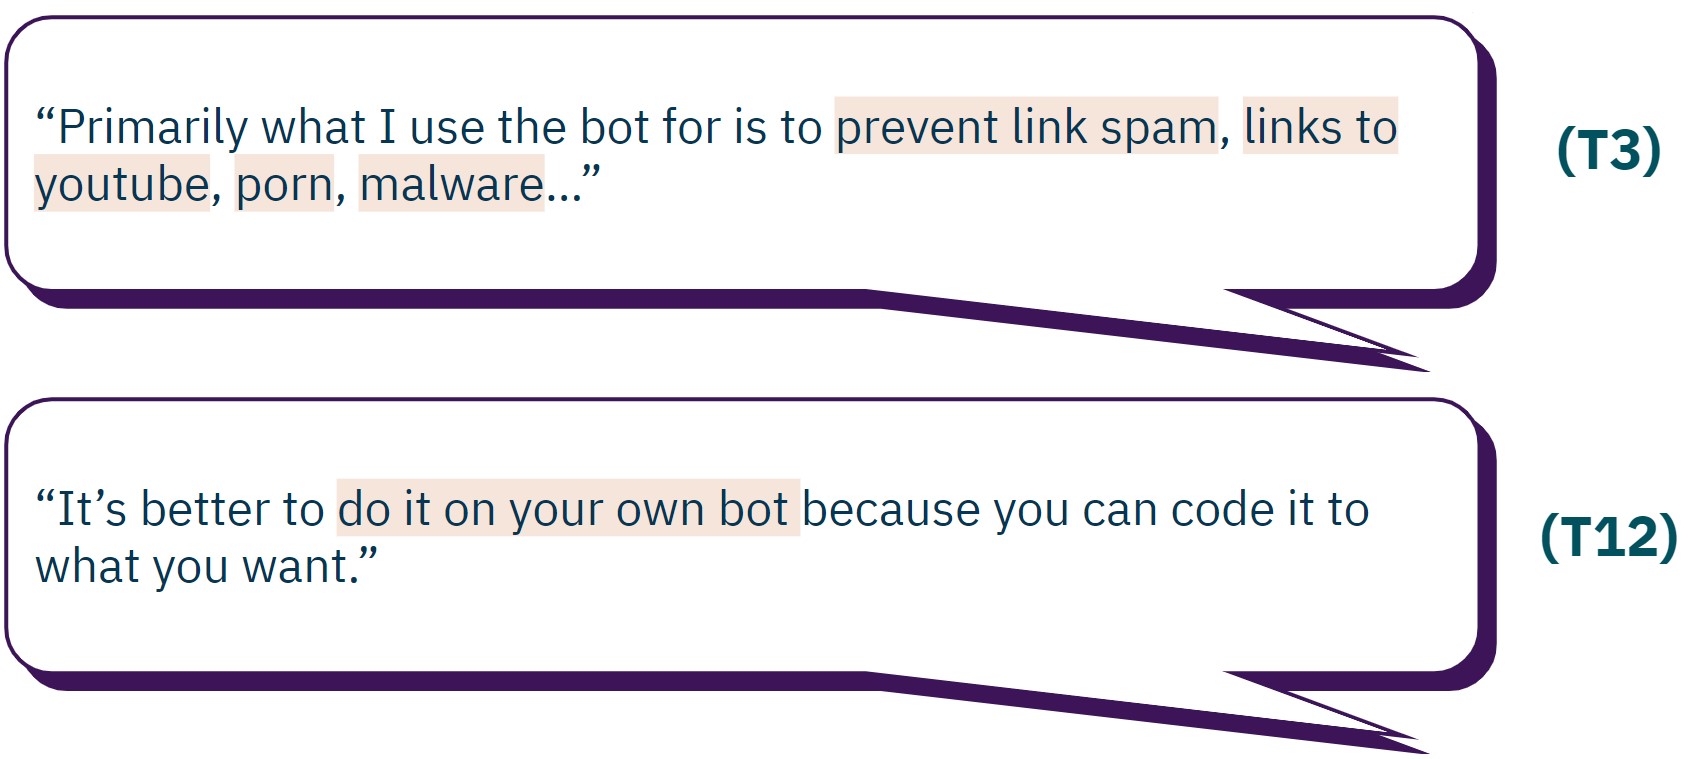 “Primarily what I use the bot for is to prevent link spam, links to
youtube, porn, malware...”
(T3)
“It’s better to do it on your own bot because you can code it to
what you want.”
(T12)